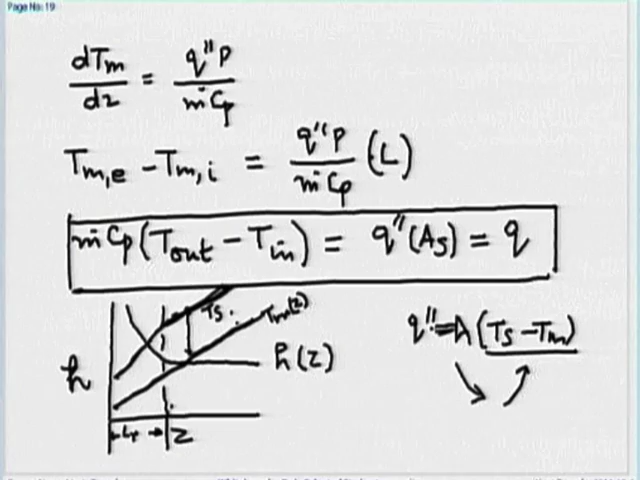 Page No: 19
dTm/dz = q''P/ṁCp
Tm,e - Tm,i = q''P/ṁCp (L)
ṁCp(Tout - Tin) = q''(As) = q
Ts
Tm(z)
q'' = h(Ts - Tm)
h
h(z)
z